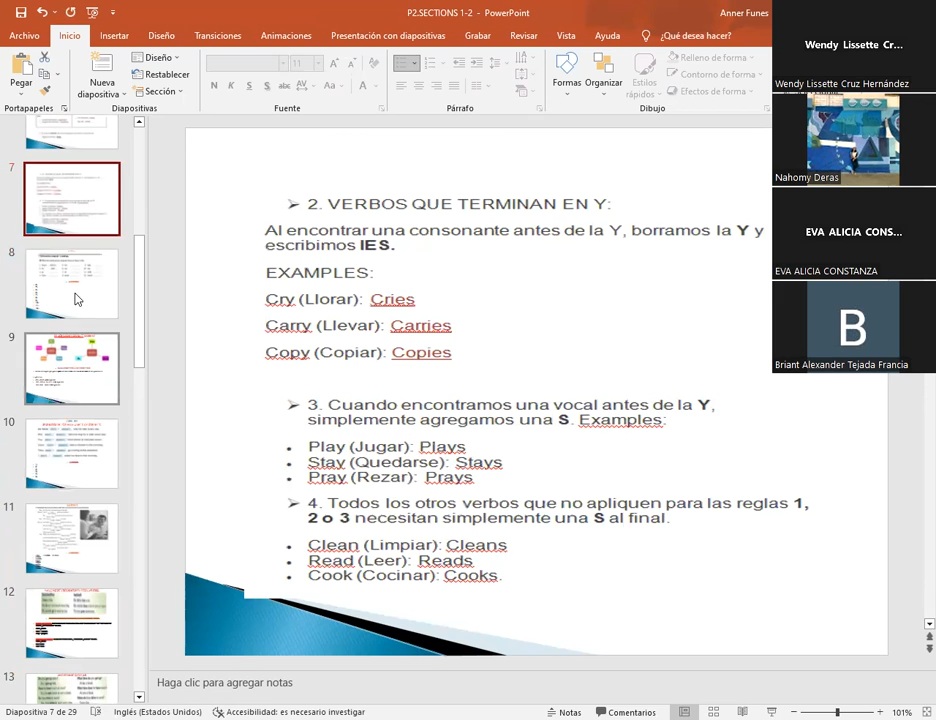 P2.SECTIONS 1-2 - PowerPoint
Anner Funes
Archivo Inicio Insertar Diseño Transiciones Animaciones Presentación con diapositivas Grabar Revisar Vista Ayuda ¿Qué desea hacer?
Pegar
Nueva diapositiva
Diseño
Restablecer
Sección
11
N K S S abc AV Aa A
Formas
Organizar
Estilos rápidos
Relleno de forma
Contorno de forma
Efectos de forma
Portapapeles Diapositivas Fuente Párrafo Dibujo
7
8
9
10
11
12
13
2. VERBOS QUE TERMINAN EN Y:
Al encontrar una consonante antes de la Y, borramos la Y y
escribimos IES.
EXAMPLES:
Cry (Llorar): Cries
Carry (Llevar): Carries
Copy (Copiar): Copies
3. Cuando encontramos una vocal antes de la Y,
simplemente agregamos una S. Examples:
Play (Jugar): Plays
Stay (Quedarse): Stays
Pray (Rezar): Prays
4. Todos los otros verbos que no apliquen para las reglas 1,
2 o 3 necesitan simplemente una S al final.
Clean (Limpiar): Cleans
Read (Leer): Reads
Cook (Cocinar): Cooks.
Wendy Lissette Cr...
Wendy Lissette Cruz Hernández
Nahomy Deras
EVA ALICIA CONS...
EVA ALICIA CONSTANZA
B
Briant Alexander Tejada Francia
Haga clic para agregar notas
Diapositiva 7 de 29 Inglés (Estados Unidos) Accesibilidad: es necesario investigar Notas Comentarios 101%